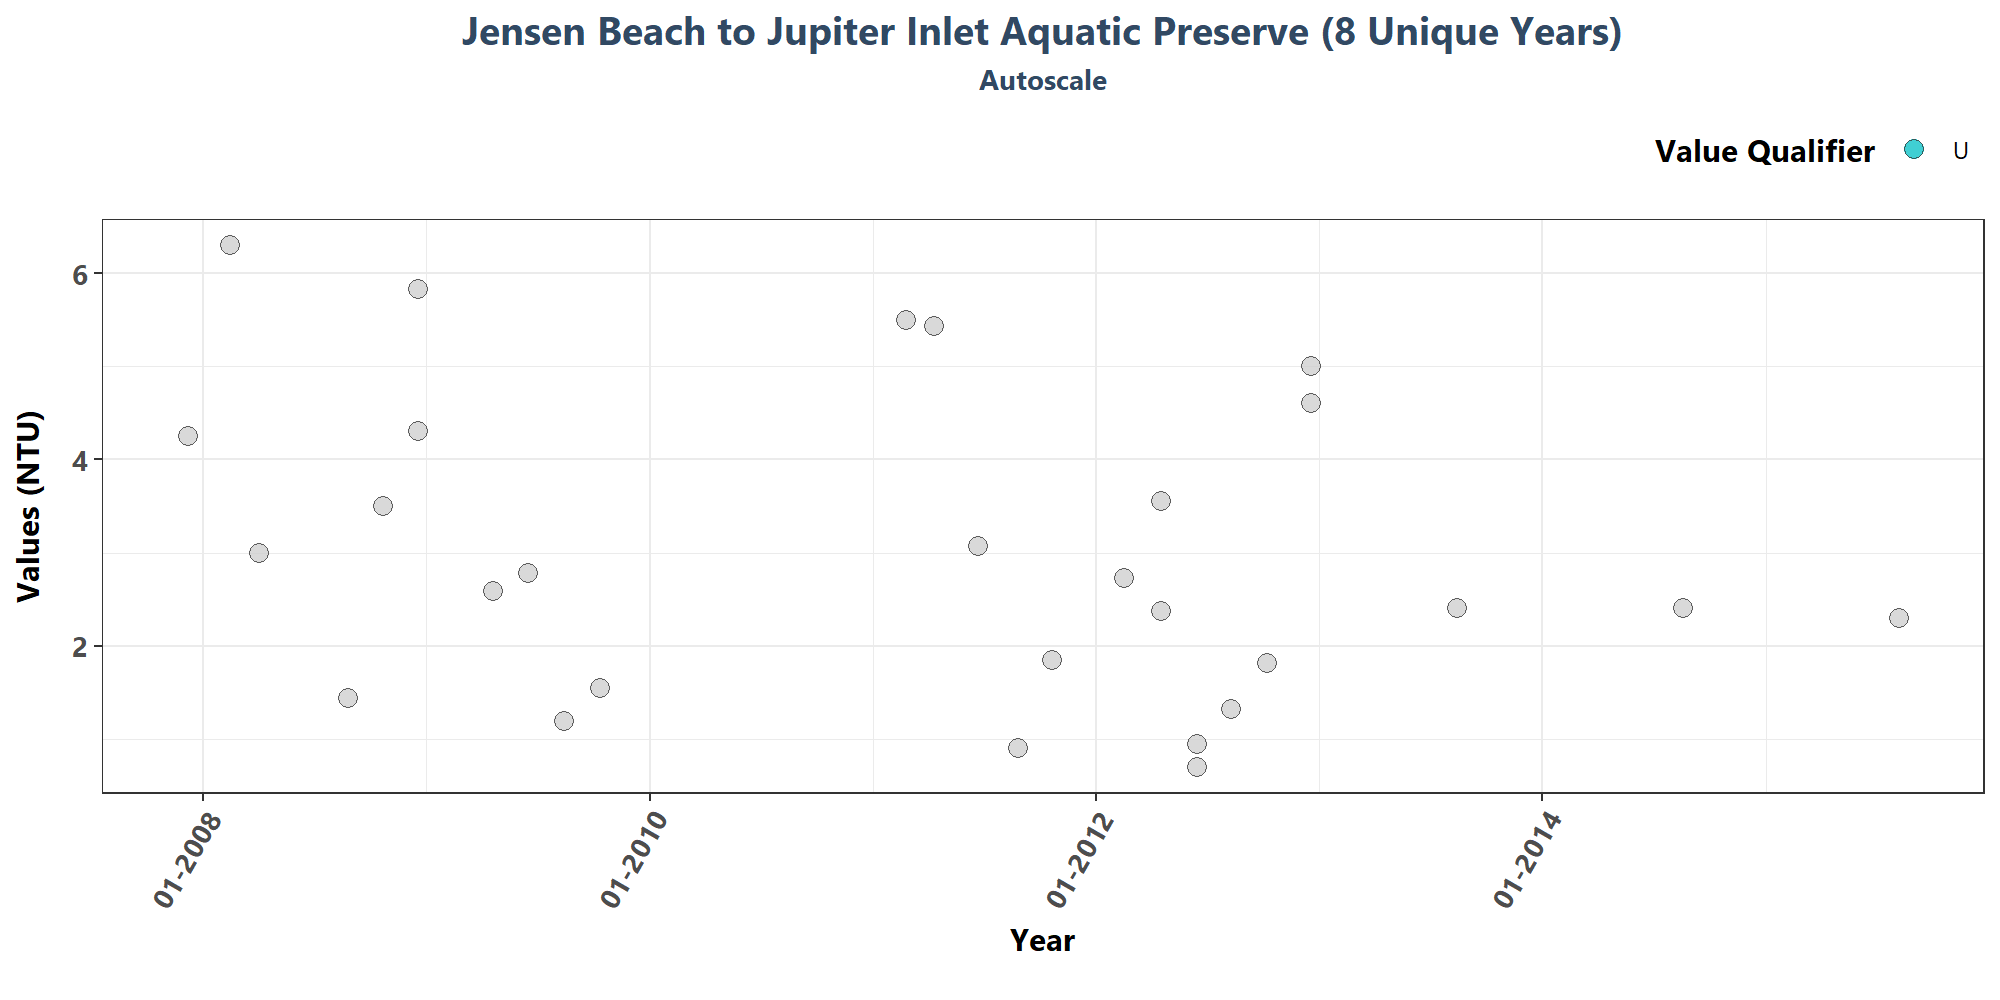 Jensen Beach to Jupiter Inlet Aquatic Preserve (8 Unique Years)
Autoscale
Value Qualifier U
6
4
2
Values (NTU)
01-2008
01-2010
01-2012
01-2014
Year